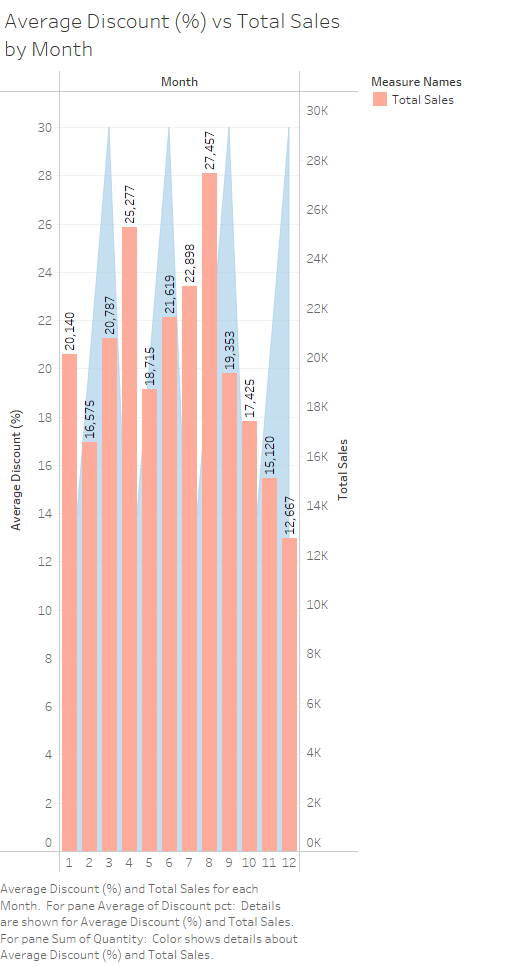 Average Discount (%) vs Total Sales
by Month
Month
Measure Names
Total Sales
30
28
26
24
22
20
18
16
14
12
10
8
6
4
2
0
Average Discount (%)
20,140
16,575
20,787
25,277
18,715
21,619
22,898
27,457
19,353
17,425
15,120
12,667
30K
28K
26K
24K
22K
20K
18K
16K
14K
12K
10K
8K
6K
4K
2K
0K
Total Sales
1 2 3 4 5 6 7 8 9 10 11 12
Average Discount (%) and Total Sales for each
Month. For pane Average of Discount pct: Details
are shown for Average Discount (%) and Total Sales.
For pane Sum of Quantity: Color shows details about
Average Discount (%) and Total Sales.